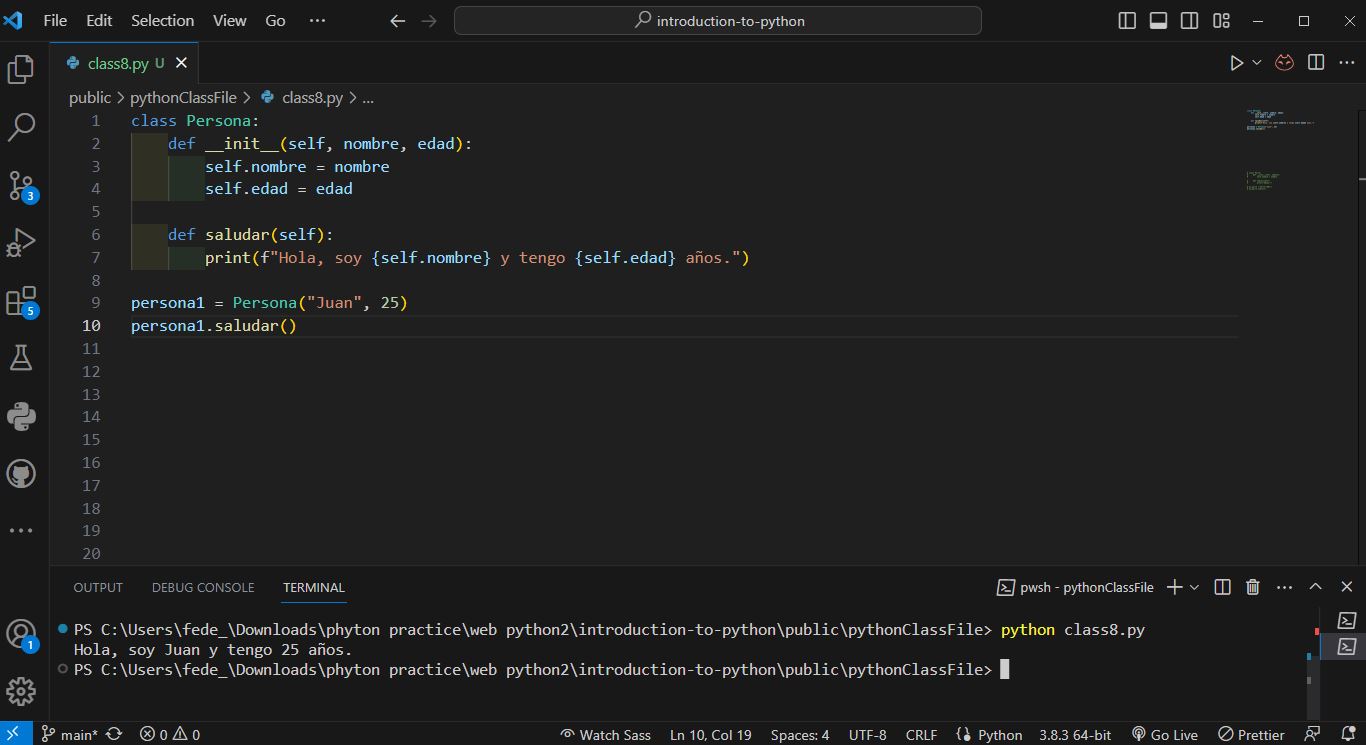 File Edit Selection View Go ··· introduction-to-python
class8.py U
public > pythonClassFile > class8.py > ...
1 class Persona:
2     def __init__(self, nombre, edad):
3         self.nombre = nombre
4         self.edad = edad
5
6     def saludar(self):
7         print(f"Hola, soy {self.nombre} y tengo {self.edad} años.")
8
9 persona1 = Persona("Juan", 25)
10 persona1.saludar()
11
12
13
14
15
16
17
18
19
20
3
5
1
OUTPUT DEBUG CONSOLE TERMINAL pwsh - pythonClassFile
PS C:\Users\fede_\Downloads\phyton practice\web python2\introduction-to-python\public\pythonClassFile> python class8.py
Hola, soy Juan y tengo 25 años.
PS C:\Users\fede_\Downloads\phyton practice\web python2\introduction-to-python\public\pythonClassFile>
main* 0 0 Watch Sass Ln 10, Col 19 Spaces: 4 UTF-8 CRLF Python 3.8.3 64-bit Go Live Prettier